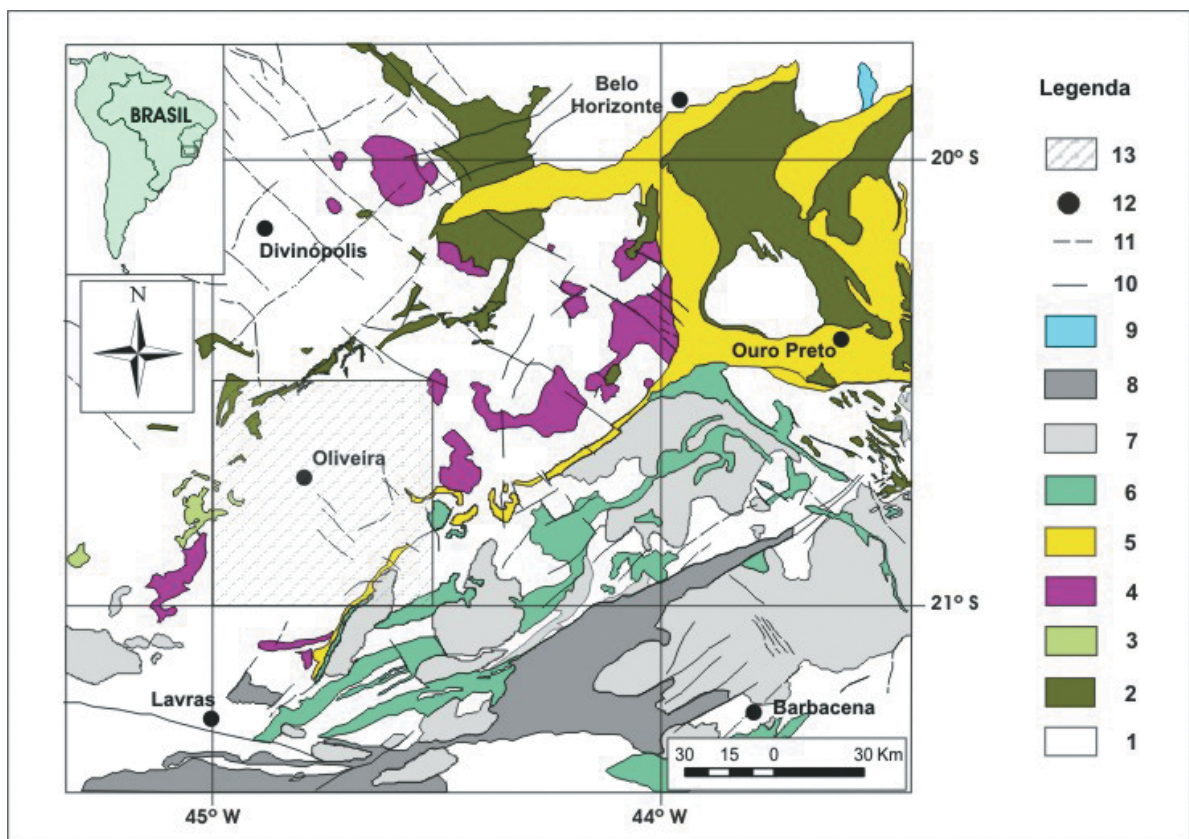 BRASIL
N
Belo
Horizonte
Divinópolis
Ouro Preto
Oliveira
Lavras
Barbacena
30 15 0 30 Km
20º S
21º S
45º W
44º W
Legenda
13
12
11
10
9
8
7
6
5
4
3
2
1